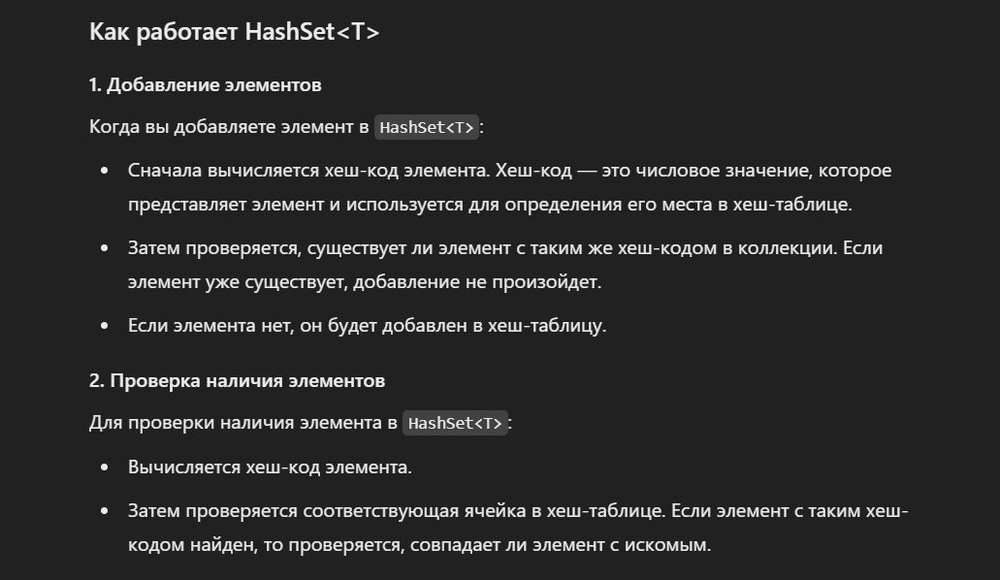 Как работает HashSet<T>
1. Добавление элементов
Когда вы добавляете элемент в HashSet<T>:
• Сначала вычисляется хеш-код элемента. Хеш-код — это числовое значение, которое
представляет элемент и используется для определения его места в хеш-таблице.
• Затем проверяется, существует ли элемент с таким же хеш-кодом в коллекции. Если
элемент уже существует, добавление не произойдет.
• Если элемента нет, он будет добавлен в хеш-таблицу.
2. Проверка наличия элементов
Для проверки наличия элемента в HashSet<T>:
• Вычисляется хеш-код элемента.
• Затем проверяется соответствующая ячейка в хеш-таблице. Если элемент с таким хеш-
кодом найден, то проверяется, совпадает ли элемент с искомым.